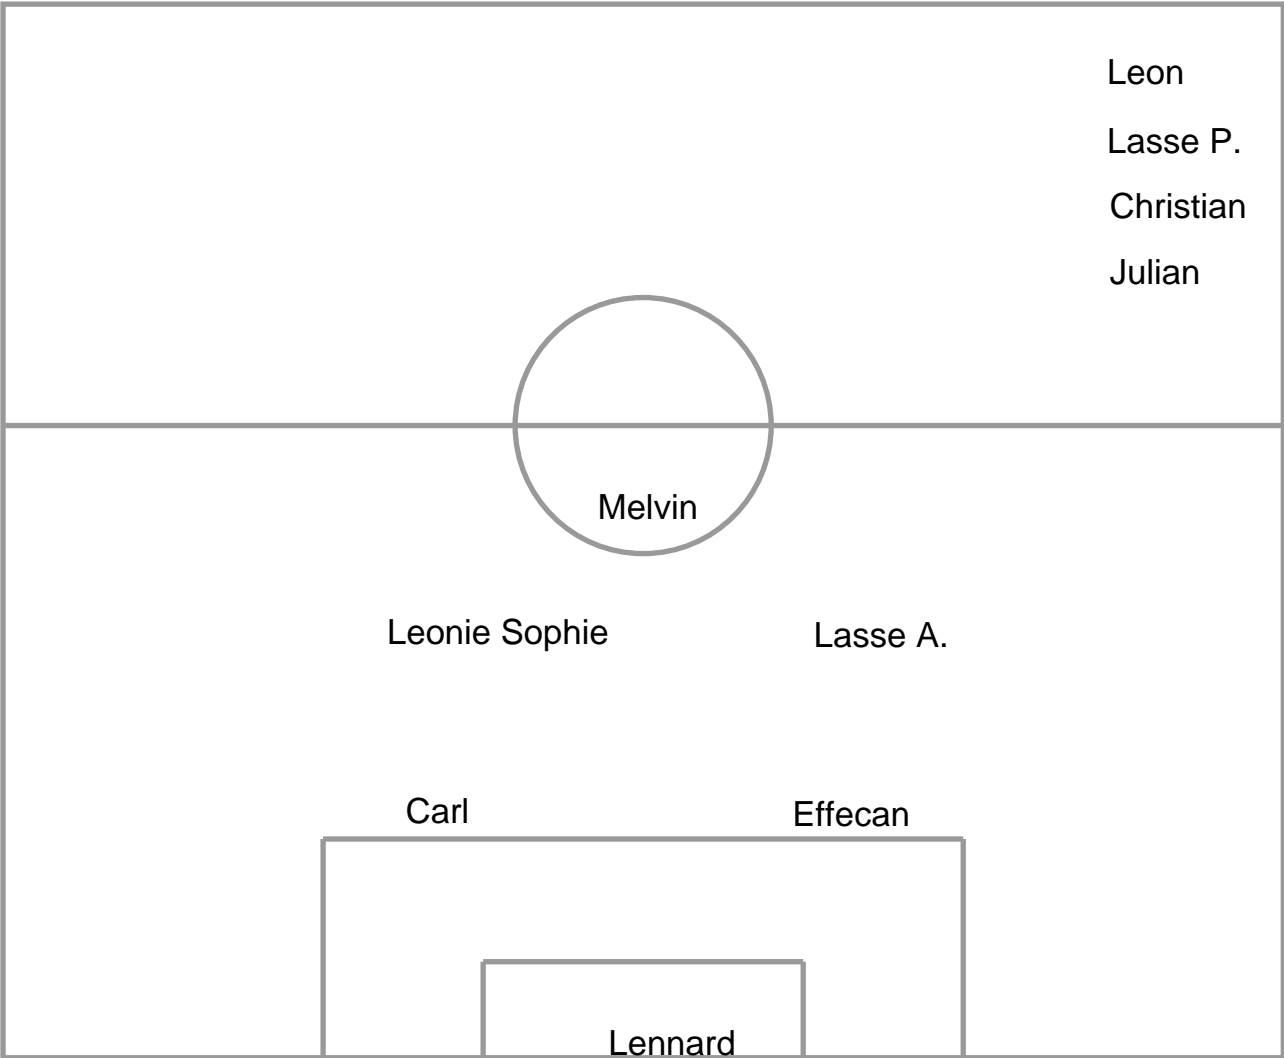 Leon
Lasse P.
Christian
Julian
Melvin
Leonie Sophie
Lasse A.
Carl
Effecan
Lennard